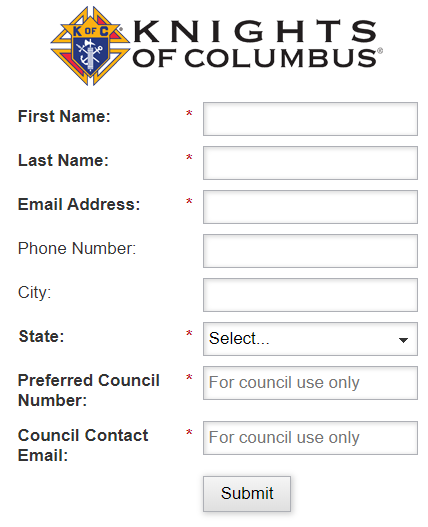 K OF C
KNIGHTS
OF COLUMBUS®
First Name: *
Last Name: *
Email Address: *
Phone Number:
City:
State: * Select...
Preferred Council * For council use only
Number:
Council Contact * For council use only
Email:
Submit